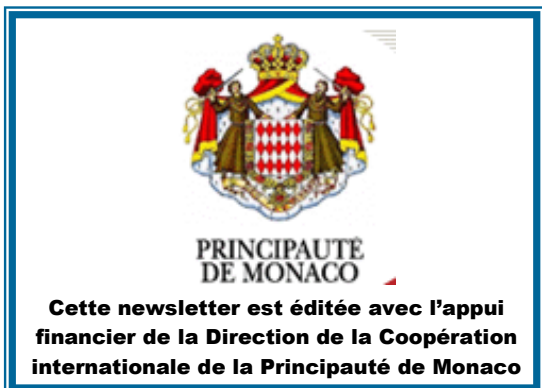 PRINCIPAUTÉ
DE MONACO
Cette newsletter est éditée avec l’appui
financier de la Direction de la Coopération
internationale de la Principauté de Monaco